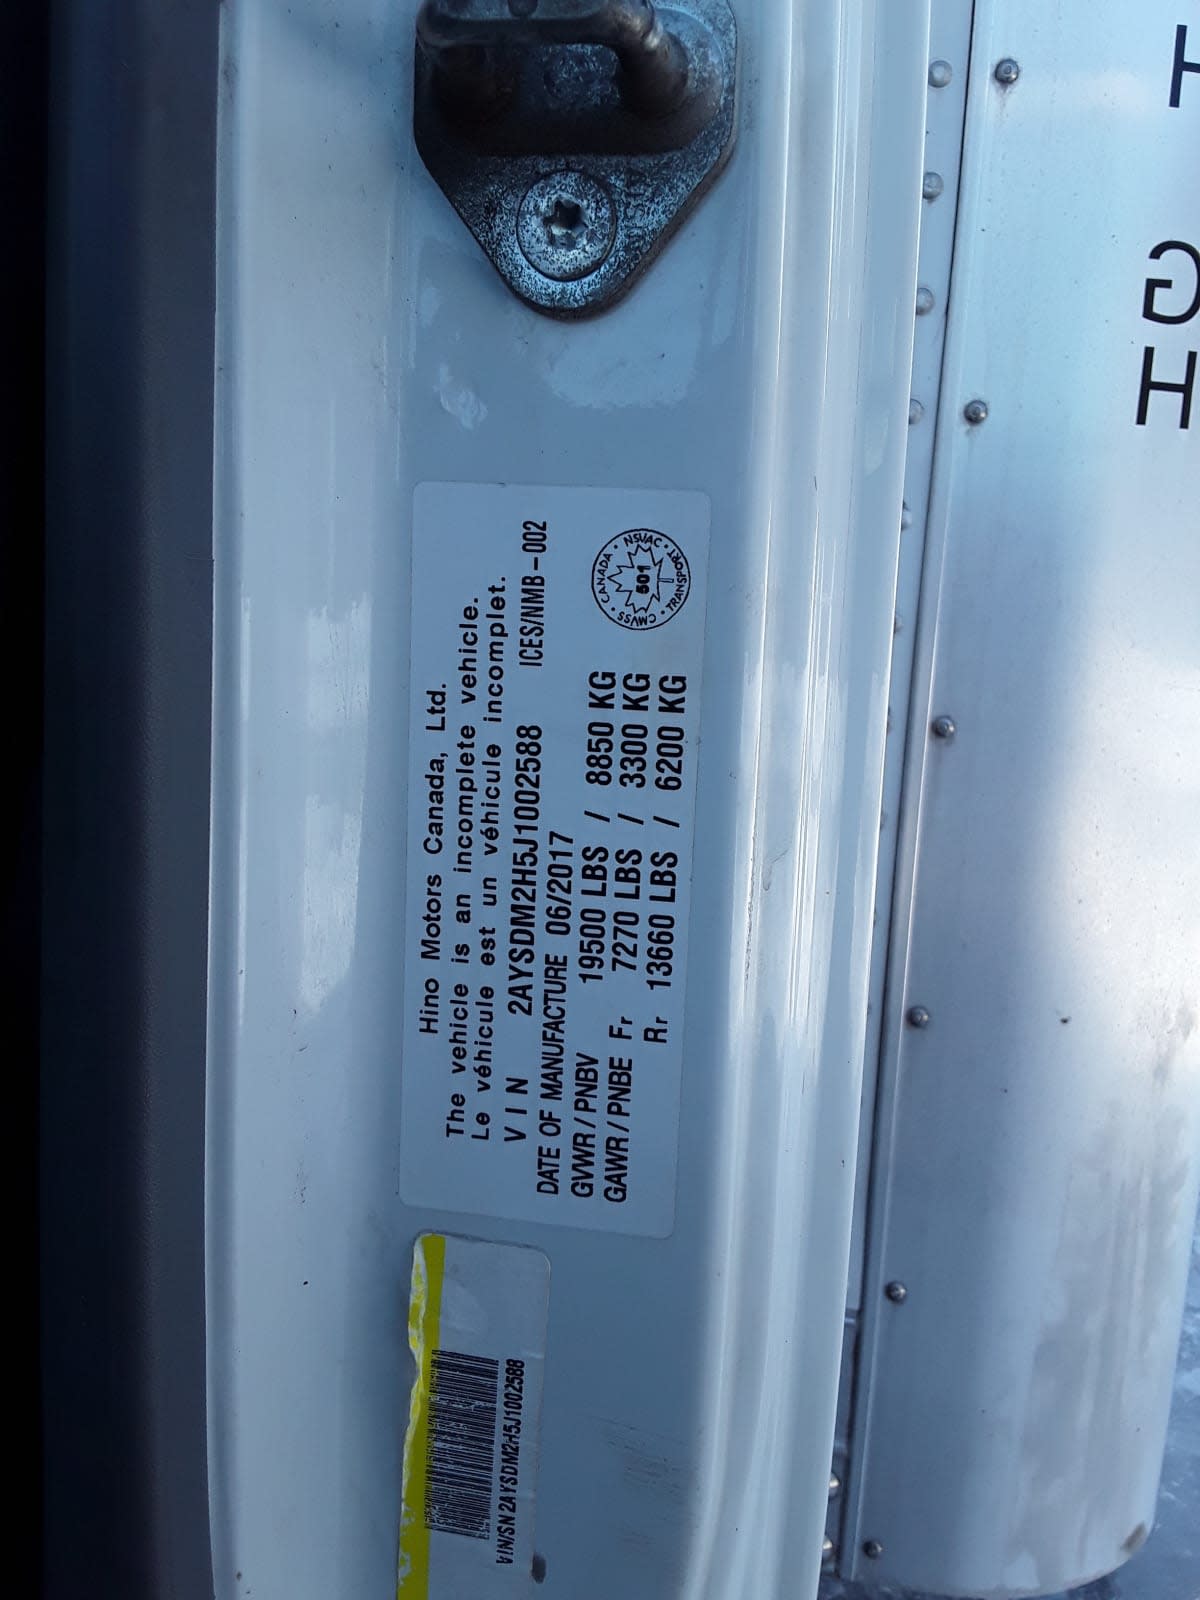 Hino Motors Canada, Ltd.
The vehicle is an incomplete vehicle.
Le véhicule est un véhicule incomplet.
VIN 2AYSDM2H5J1002588 ICES/NMB-002
DATE OF MANUFACTURE 06/2017
GVWR/PNBV 19500 LBS / 8850 KG
GAWR/PNBE Fr 7270 LBS / 3300 KG
Rr 13660 LBS / 6200 KG
CANADA • NSVAC • TRANSPORT • CMVSS •
501
VIN/SN 2AYSDM2H5J1002588
H
G
H